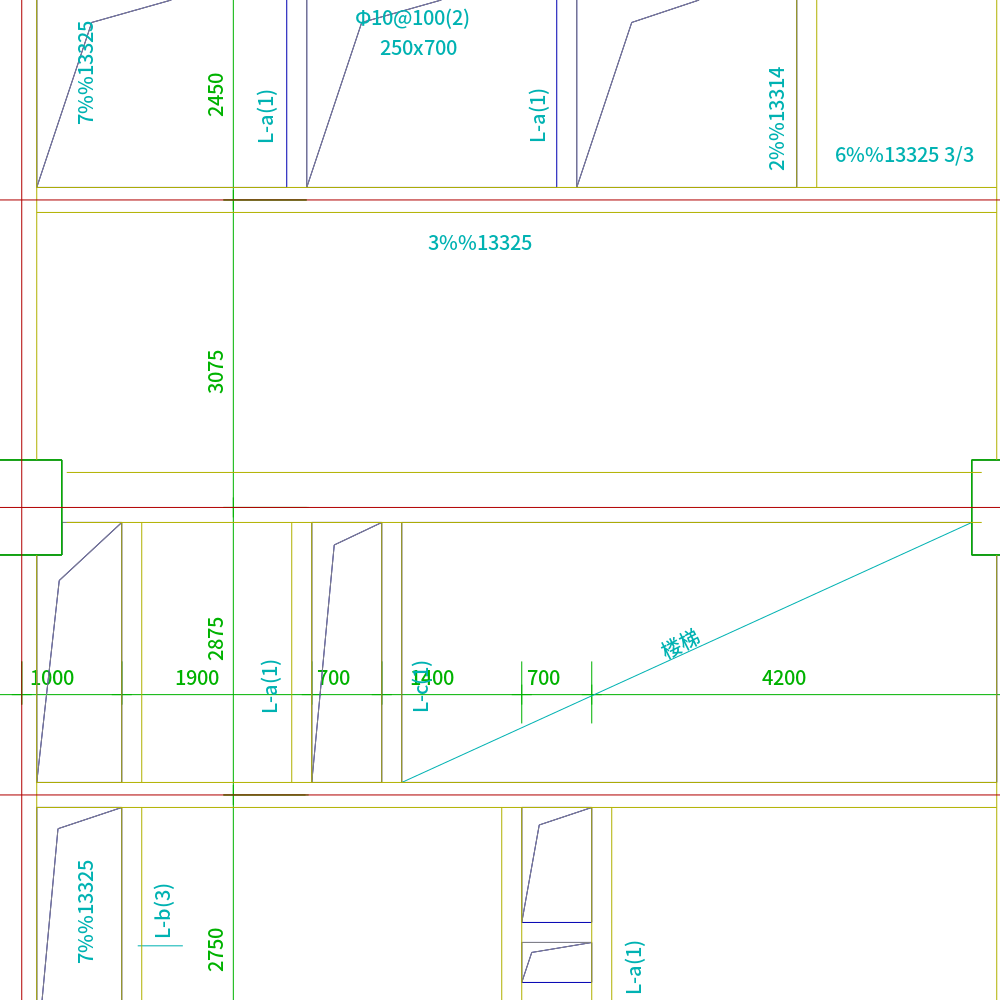 7%%13325
2450
L-a(1)
Φ10@100(2)
250x700
L-a(1)
2%%13314
6%%13325 3/3
3%%13325
3075
2875
楼梯
1000
1900
L-a(1)
700
L-c(1)
1400
700
4200
7%%13325
L-b(3)
2750
L-a(1)